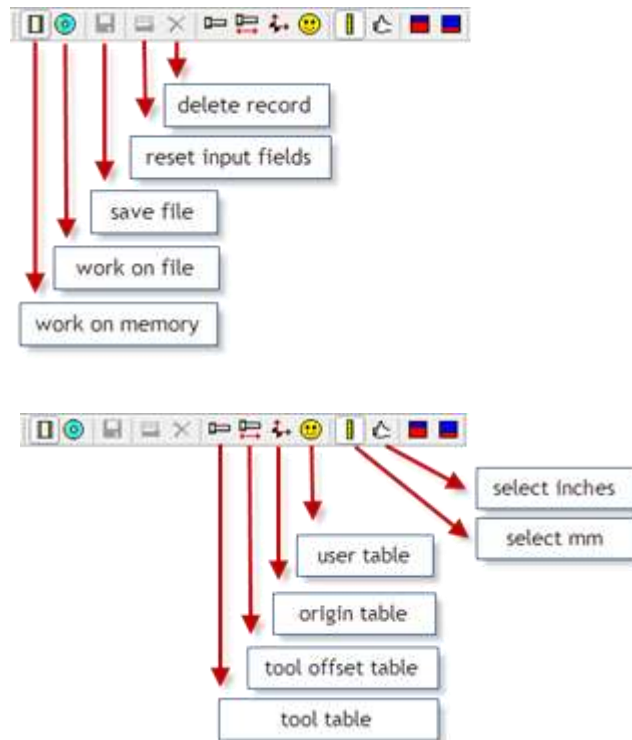 delete record
reset input fields
save file
work on file
work on memory
select inches
select mm
user table
origin table
tool offset table
tool table